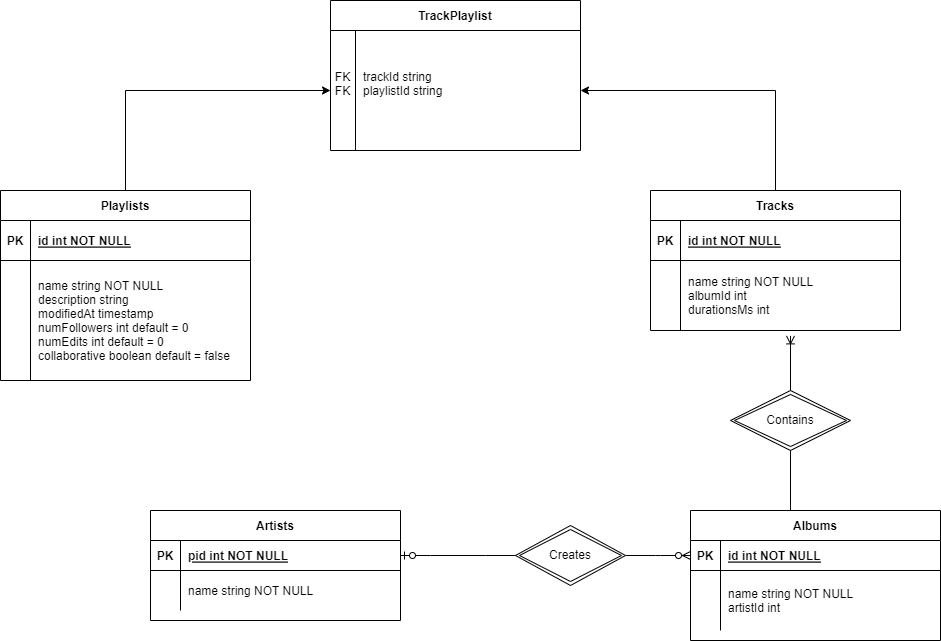 TrackPlaylist
FK trackId string
FK playlistId string
Playlists
PK id int NOT NULL
name string NOT NULL
description string
modifiedAt timestamp
numFollowers int default = 0
numEdits int default = 0
collaborative boolean default = false
Tracks
PK id int NOT NULL
name string NOT NULL
albumId int
durationsMs int
Contains
Artists
PK pid int NOT NULL
name string NOT NULL
Creates
Albums
PK id int NOT NULL
name string NOT NULL
artistId int